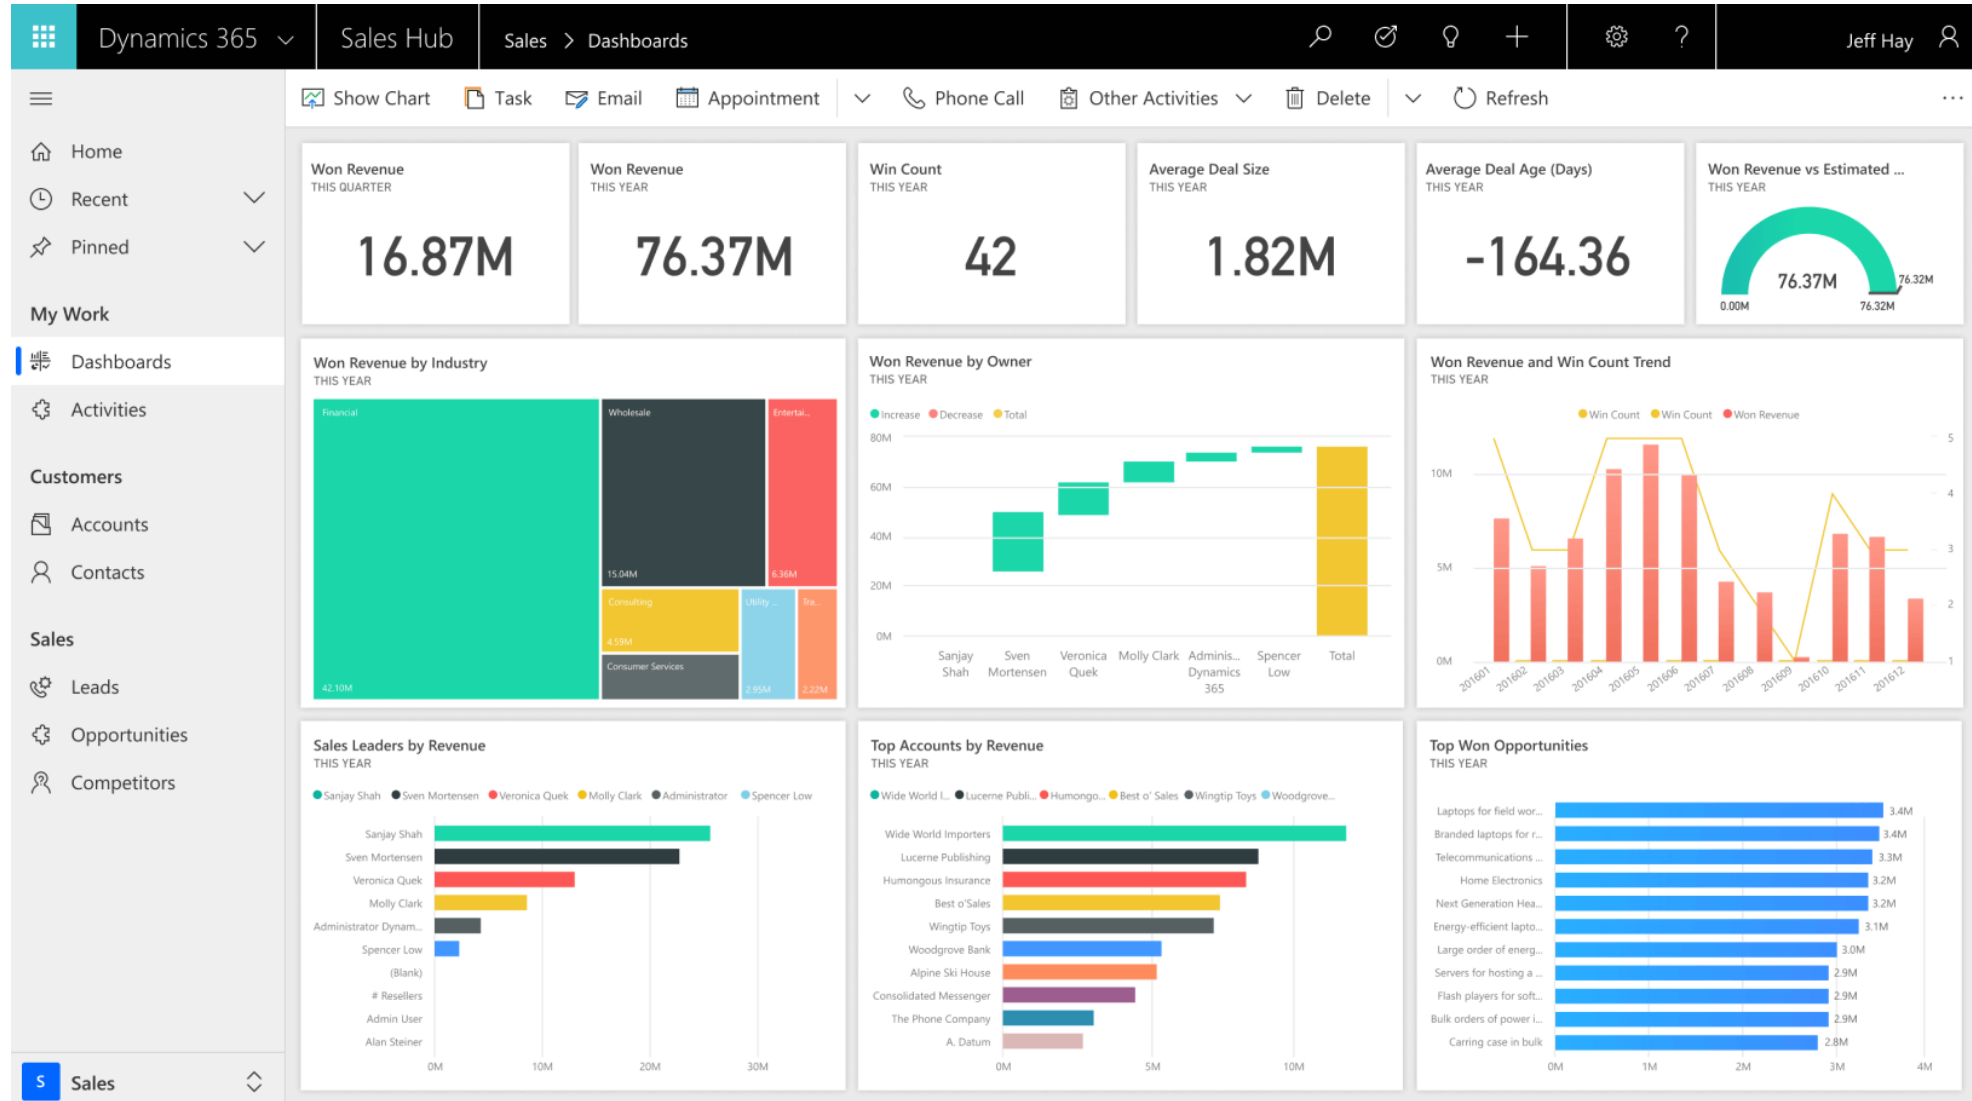 Dynamics 365
Sales Hub
Sales > Dashboards
Jeff Hay
Show Chart
Task
Email
Appointment
Phone Call
Other Activities
Delete
Refresh
Home
Recent
Pinned
My Work
Dashboards
Activities
Customers
Accounts
Contacts
Sales
Leads
Opportunities
Competitors
S
Sales
Won Revenue
THIS QUARTER
16.87M
Won Revenue
THIS YEAR
76.37M
Win Count
THIS YEAR
42
Average Deal Size
THIS YEAR
1.82M
Average Deal Age (Days)
THIS YEAR
-164.36
Won Revenue vs Estimated ...
THIS YEAR
76.37M
76.32M
0.00M
76.32M
Won Revenue by Industry
THIS YEAR
Financial
42.10M
Wholesale
15.04M
Entertai...
6.36M
Consulting
4.59M
Consumer Services
Utility ...
2.95M
Tra...
2.22M
Won Revenue by Owner
THIS YEAR
Increase Decrease Total
80M
60M
40M
20M
0M
Sanjay
Shah
Sven
Mortensen
Veronica
Quek
Molly Clark
Adminis...
Dynamics
365
Spencer
Low
Total
Won Revenue and Win Count Trend
THIS YEAR
Win Count Win Count Won Revenue
10M
5M
0M
5
4
3
2
1
201601
201602
201603
201604
201605
201606
201607
201608
201609
201610
201611
201612
Sales Leaders by Revenue
THIS YEAR
Sanjay Shah Sven Mortensen Veronica Quek Molly Clark Administrator Spencer Low
Sanjay Shah
Sven Mortensen
Veronica Quek
Molly Clark
Administrator Dynam...
Spencer Low
(Blank)
# Resellers
Admin User
Alan Steiner
0M 10M 20M 30M
Top Accounts by Revenue
THIS YEAR
Wide World I... Lucerne Publi... Humongo... Best o' Sales Wingtip Toys Woodgrove...
Wide World Importers
Lucerne Publishing
Humongous Insurance
Best o'Sales
Wingtip Toys
Woodgrove Bank
Alpine Ski House
Consolidated Messenger
The Phone Company
A. Datum
0M 5M 10M
Top Won Opportunities
THIS YEAR
Laptops for field wor... 3.4M
Branded laptops for r... 3.4M
Telecommunications ... 3.3M
Home Electronics 3.2M
Next Generation Hea... 3.2M
Energy-efficient lapto... 3.1M
Large order of energ... 3.0M
Servers for hosting a ... 2.9M
Flash players for soft... 2.9M
Bulk orders of power i... 2.9M
Carring case in bulk 2.8M
0M 1M 2M 3M 4M